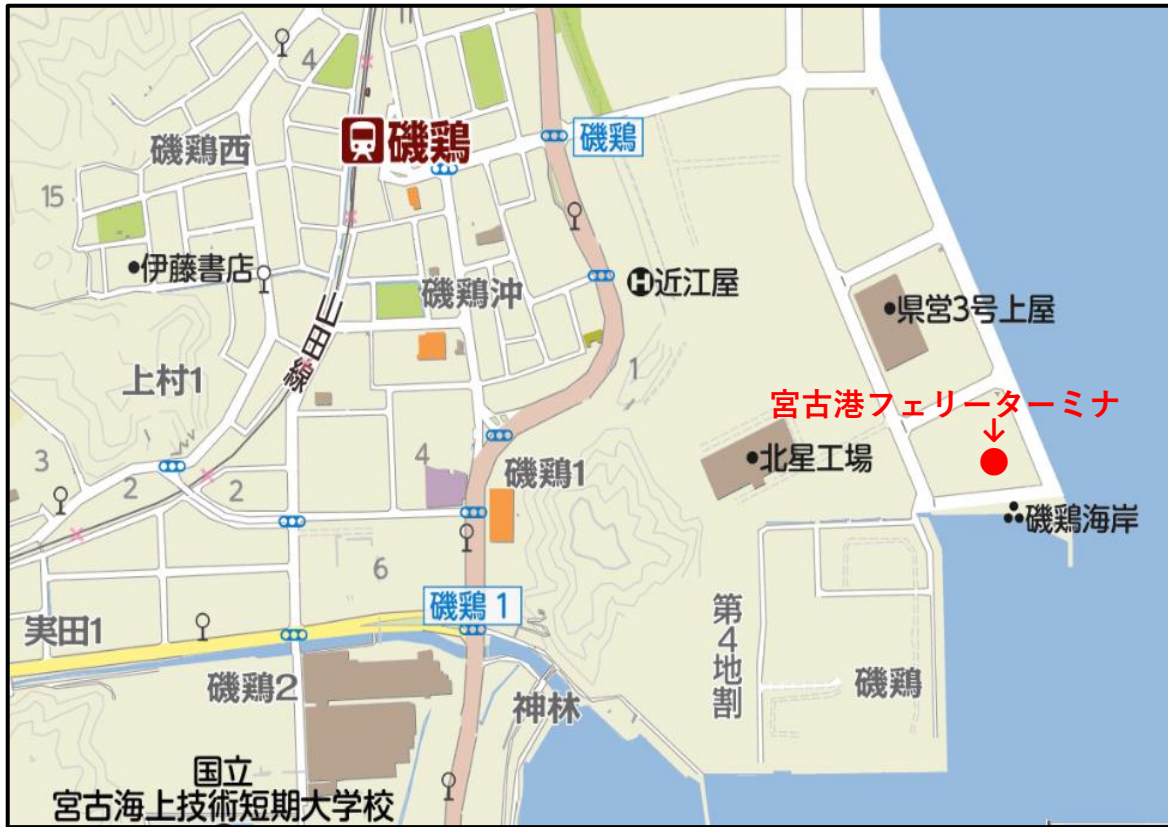 4
磯鶏西
磯鶏
磯鶏
15
伊藤書店
磯鶏沖
近江屋
県営3号上屋
山田線
上村1
1
宮古港フェリーターミナ
↓
3
2
2
4
磯鶏1
北星工場
磯鶏海岸
6
磯鶏1
第4地割
実田1
磯鶏2
神林
磯鶏
国立
宮古海上技術短期大学校